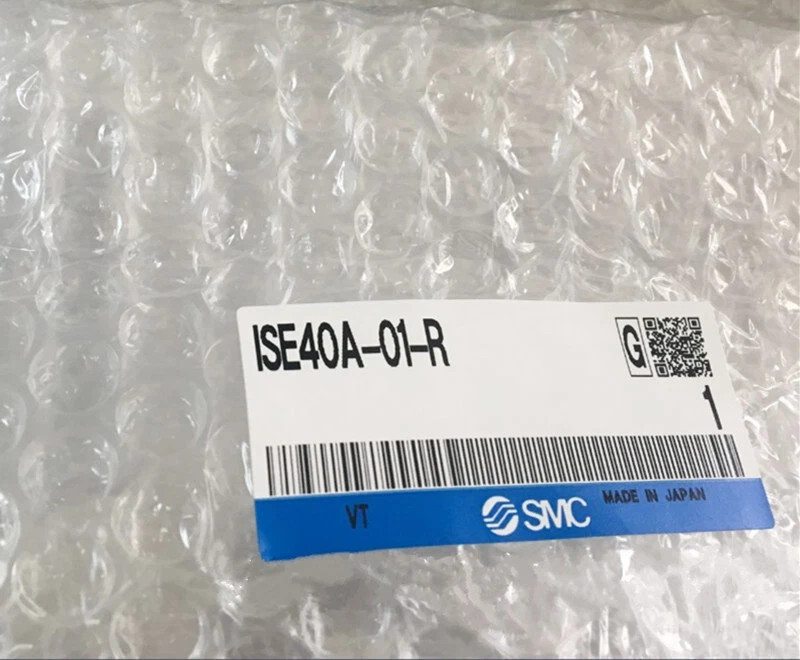 ISE40A-01-R
G
1
VT
SMC
MADE IN JAPAN